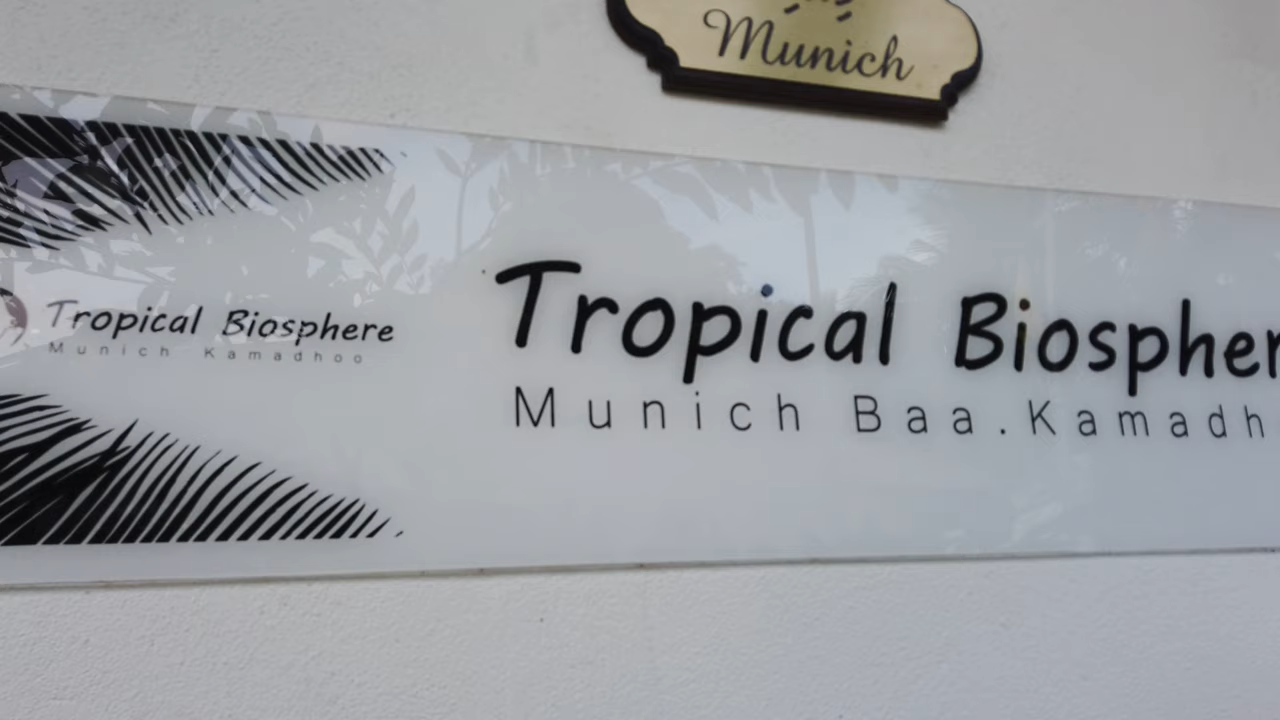 Munich
Tropical Biosphere
Munich Kamadhoo
Tropical Biospher
Munich Baa.Kamadh